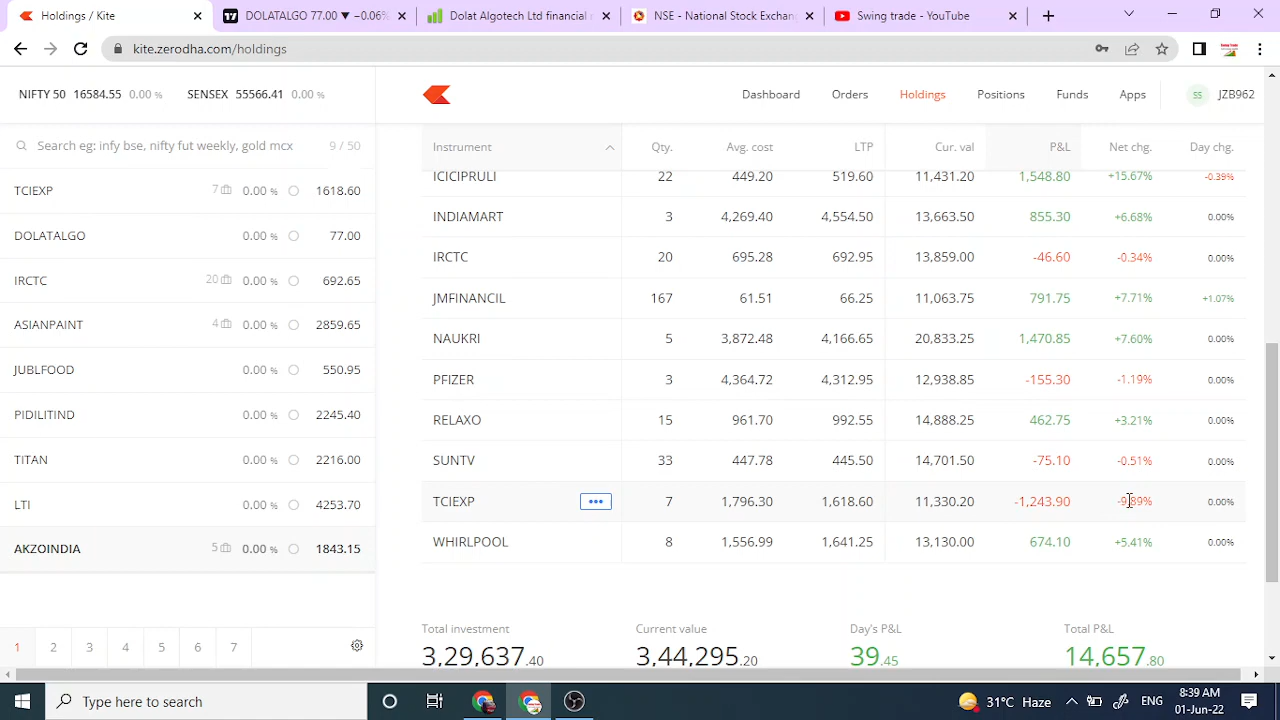 Holdings / Kite
DOLATALGO 77.00 ▼ −0.06%
Dolat Algotech Ltd financial r
NSE - National Stock Exchan
Swing trade - YouTube
kite.zerodha.com/holdings
NIFTY 50 16584.55 0.00 %
SENSEX 55566.41 0.00 %
Dashboard
Orders
Holdings
Positions
Funds
Apps
SS
JZB962
Search eg: infy bse, nifty fut weekly, gold mcx
9 / 50
TCIEXP 7 0.00 % 1618.60
DOLATALGO 0.00 % 77.00
IRCTC 20 0.00 % 692.65
ASIANPAINT 4 0.00 % 2859.65
JUBLFOOD 0.00 % 550.95
PIDILITIND 0.00 % 2245.40
TITAN 0.00 % 2216.00
LTI 0.00 % 4253.70
AKZOINDIA 5 0.00 % 1843.15
1 2 3 4 5 6 7
Instrument Qty. Avg. cost LTP Cur. val P&L Net chg. Day chg.
ICICIPRULI 22 449.20 519.60 11,431.20 1,548.80 +15.67% -0.39%
INDIAMART 3 4,269.40 4,554.50 13,663.50 855.30 +6.68% 0.00%
IRCTC 20 695.28 692.95 13,859.00 -46.60 -0.34% 0.00%
JMFINANCIL 167 61.51 66.25 11,063.75 791.75 +7.71% +1.07%
NAUKRI 5 3,872.48 4,166.65 20,833.25 1,470.85 +7.60% 0.00%
PFIZER 3 4,364.72 4,312.95 12,938.85 -155.30 -1.19% 0.00%
RELAXO 15 961.70 992.55 14,888.25 462.75 +3.21% 0.00%
SUNTV 33 447.78 445.50 14,701.50 -75.10 -0.51% 0.00%
TCIEXP 7 1,796.30 1,618.60 11,330.20 -1,243.90 -9.89% 0.00%
WHIRLPOOL 8 1,556.99 1,641.25 13,130.00 674.10 +5.41% 0.00%
Total investment
3,29,637.40
Current value
3,44,295.20
Day's P&L
39.45
Total P&L
14,657.80
Type here to search
31°C Haze
ENG
8:39 AM
01-Jun-22